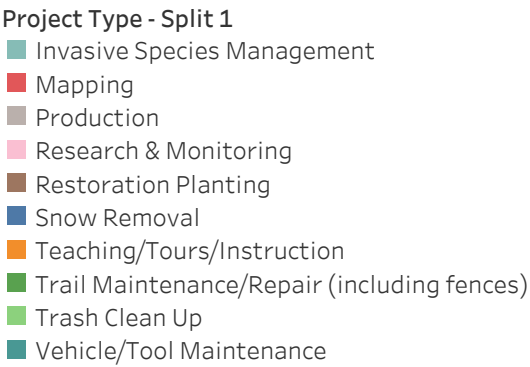 Project Type - Split 1
Invasive Species Management
Mapping
Production
Research & Monitoring
Restoration Planting
Snow Removal
Teaching/Tours/Instruction
Trail Maintenance/Repair (including fences)
Trash Clean Up
Vehicle/Tool Maintenance